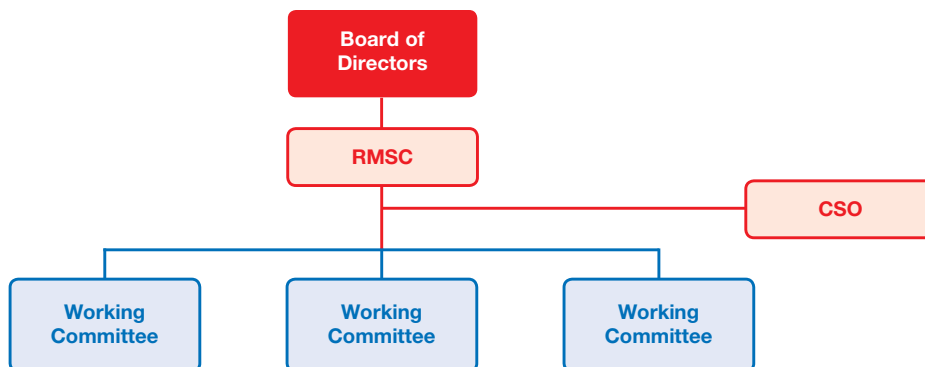 Board of
Directors
RMSC
CSO
Working
Committee
Working
Committee
Working
Committee